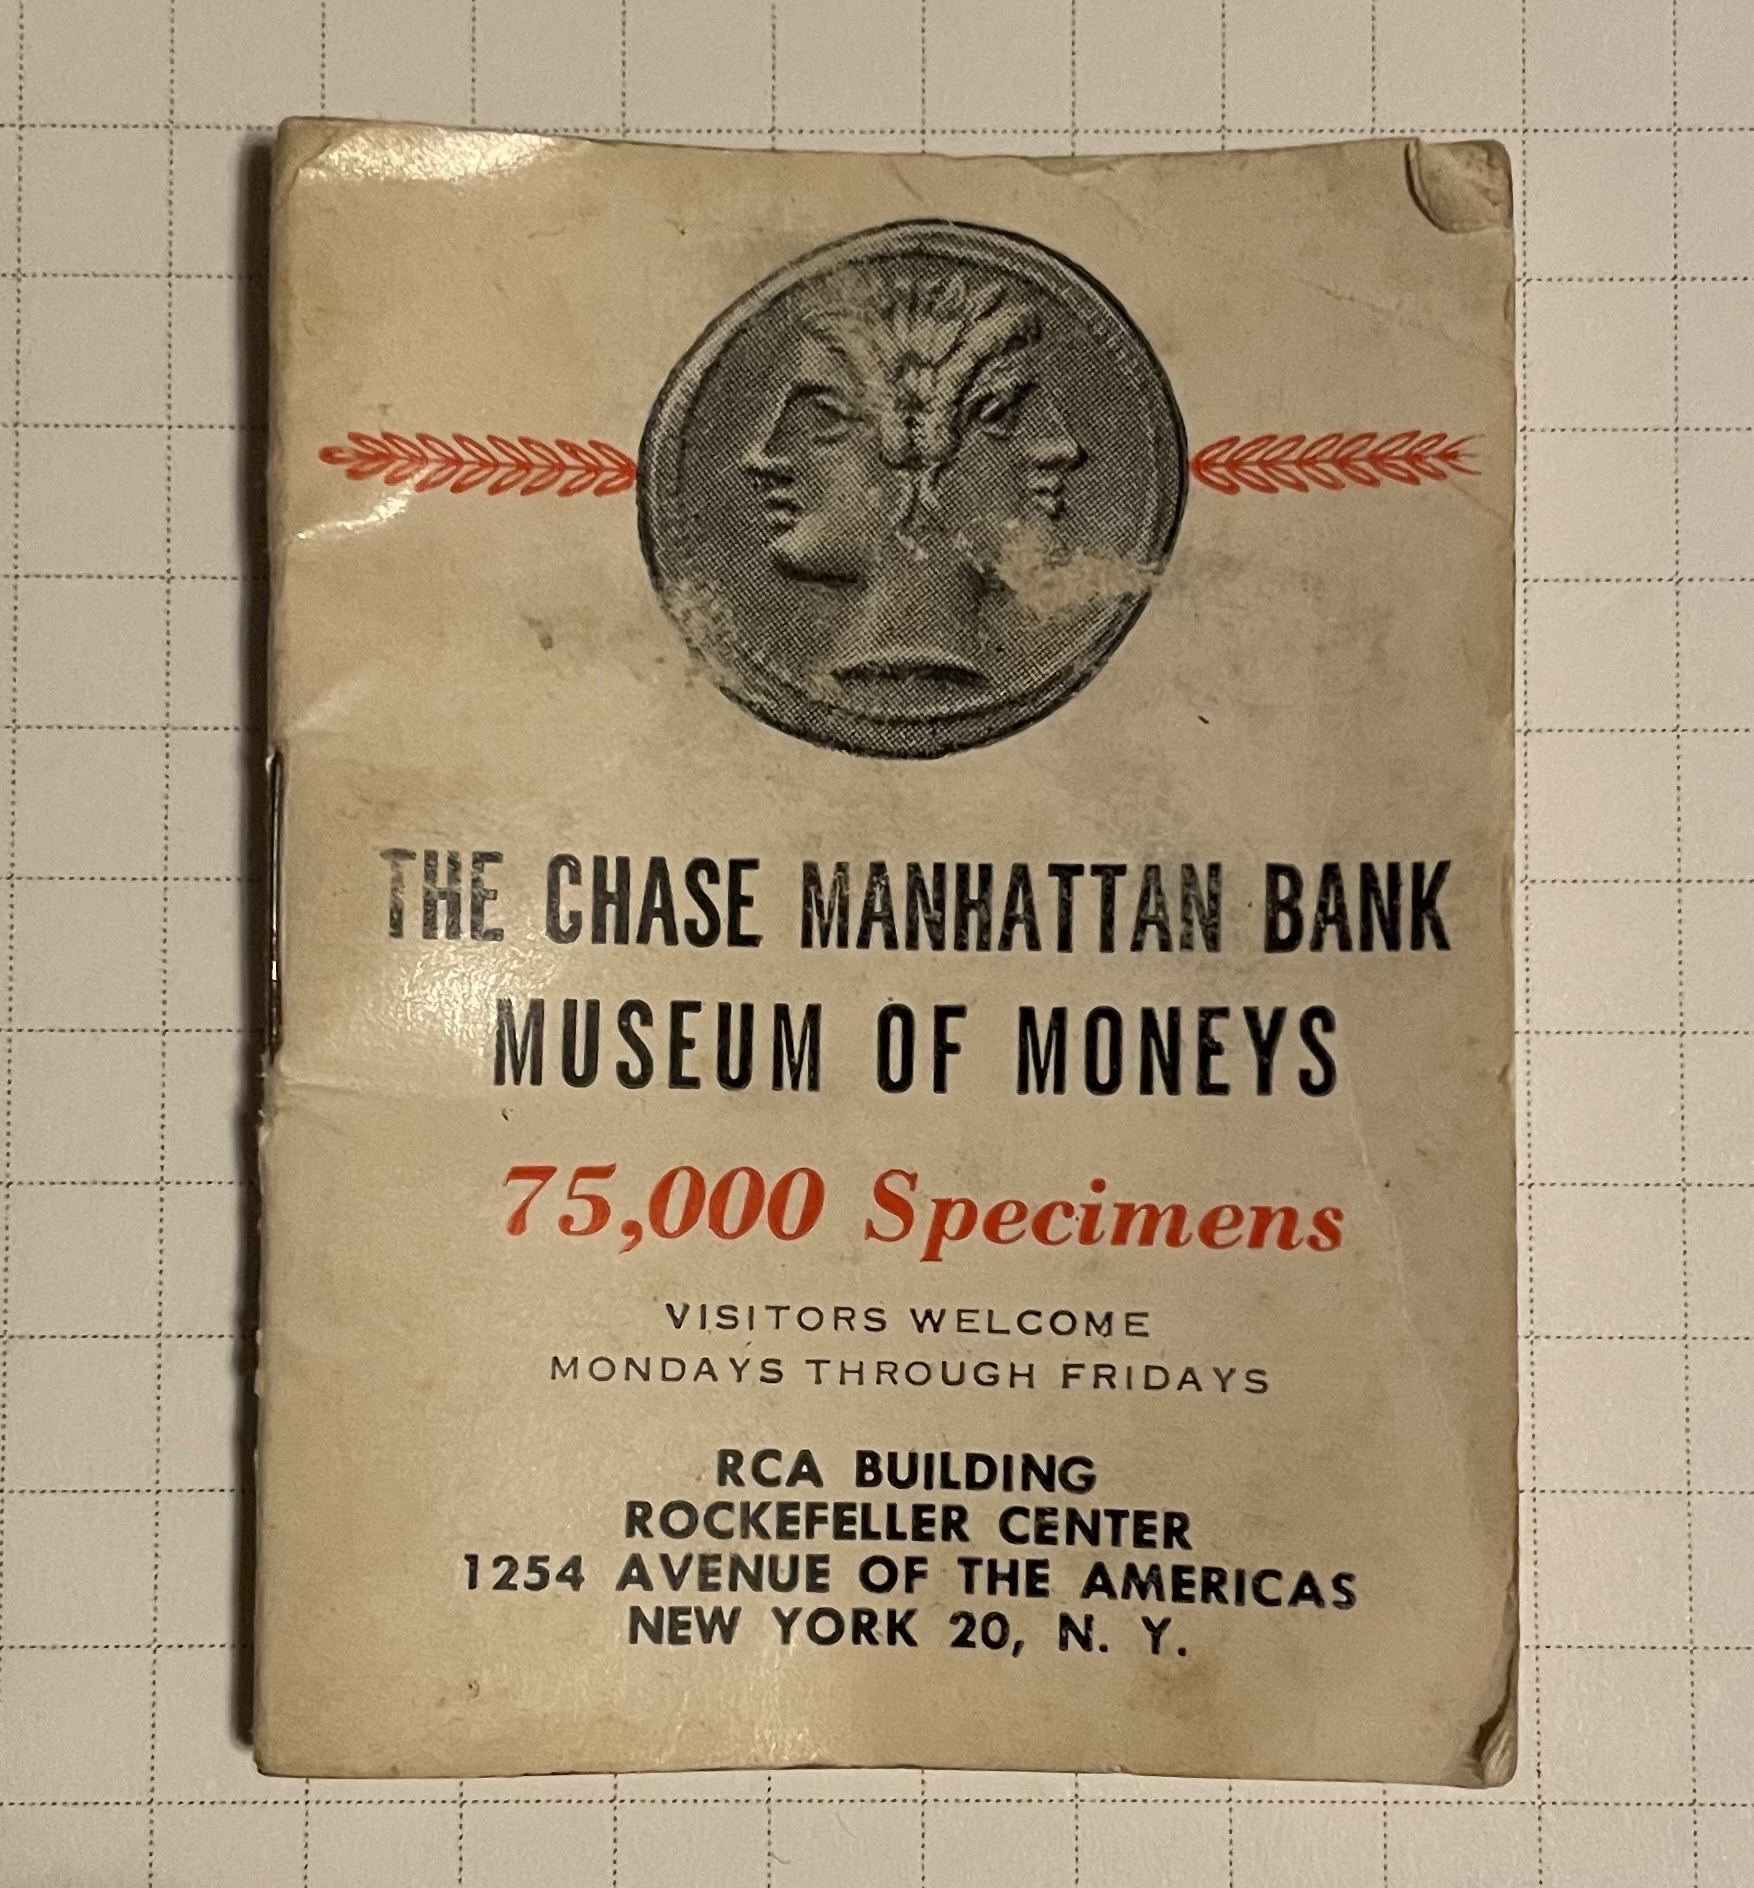 THE CHASE MANHATTAN BANK
MUSEUM OF MONEYS
75,000 Specimens
VISITORS WELCOME
MONDAYS THROUGH FRIDAYS
RCA BUILDING
ROCKEFELLER CENTER
1254 AVENUE OF THE AMERICAS
NEW YORK 20, N. Y.